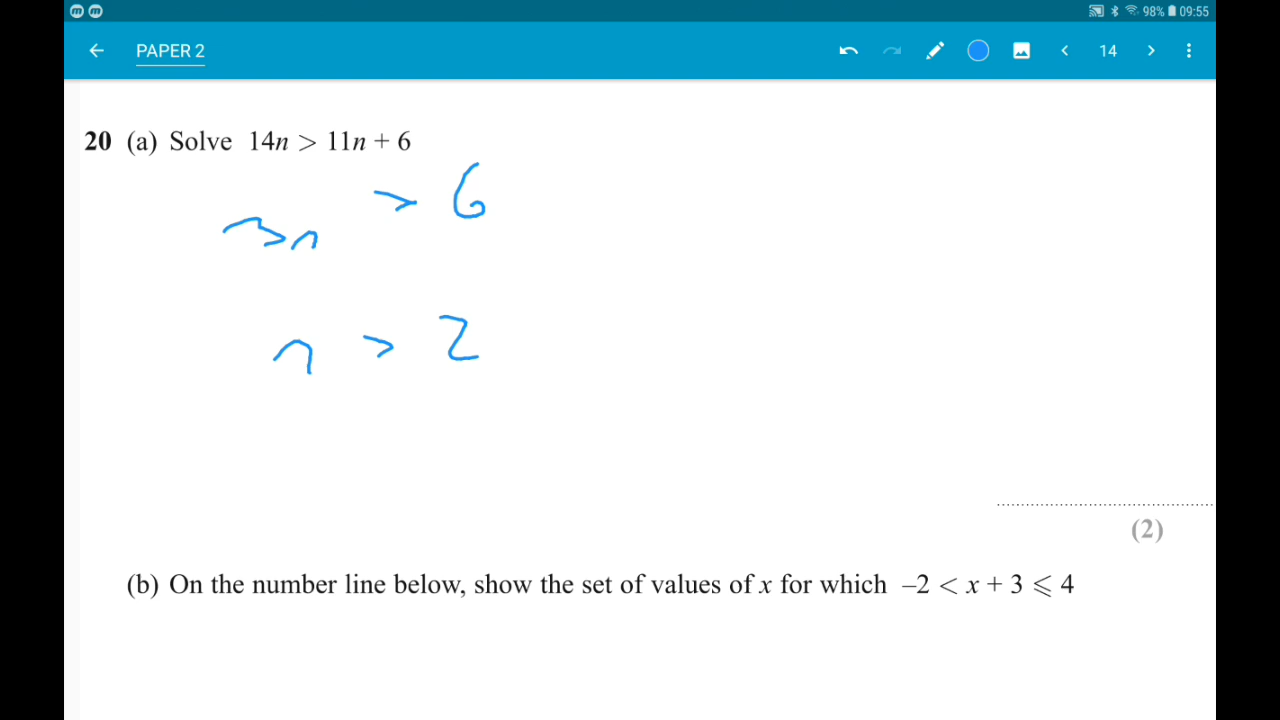 98% 09:55
PAPER 2
14
20 (a) Solve 14n > 11n + 6
3n > 6
n > 2
(2)
(b) On the number line below, show the set of values of x for which –2 < x + 3 ⩽ 4